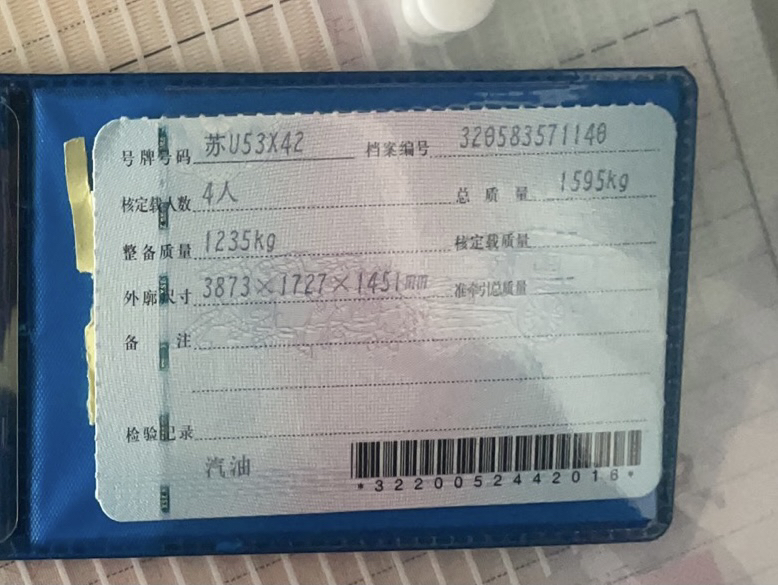 号牌号码 苏U53X42 档案编号 320583571140
核定载人数 4人 总质量 1595kg
整备质量 1235kg 核定载质量 --
外廓尺寸 3873×1727×1451mm 准牵引总质量 --
备注
检验记录
汽油
*3220052442016*